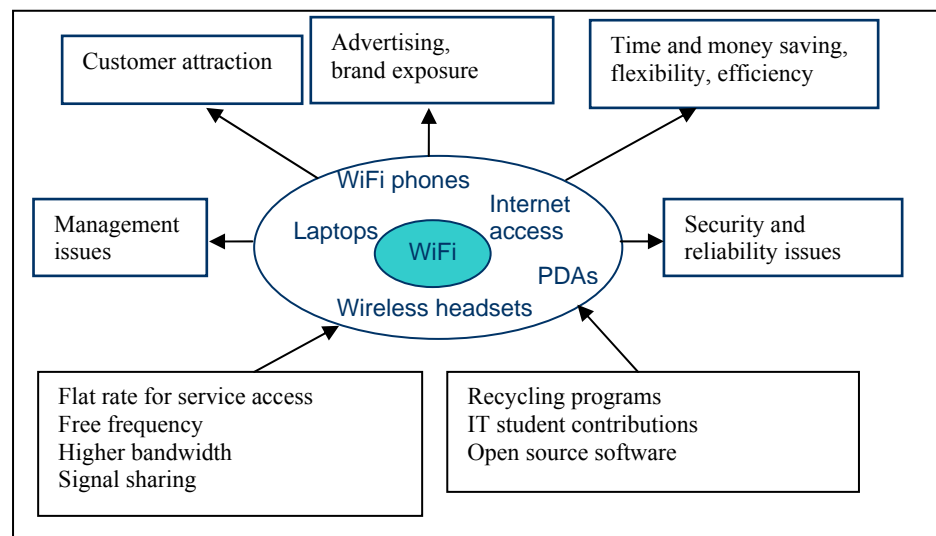 Customer attraction
Advertising,
brand exposure
Time and money saving,
flexibility, efficiency
Management
issues
WiFi phones
Laptops
Internet
access
WiFi
PDAs
Wireless headsets
Security and
reliability issues
Flat rate for service access
Free frequency
Higher bandwidth
Signal sharing
Recycling programs
IT student contributions
Open source software